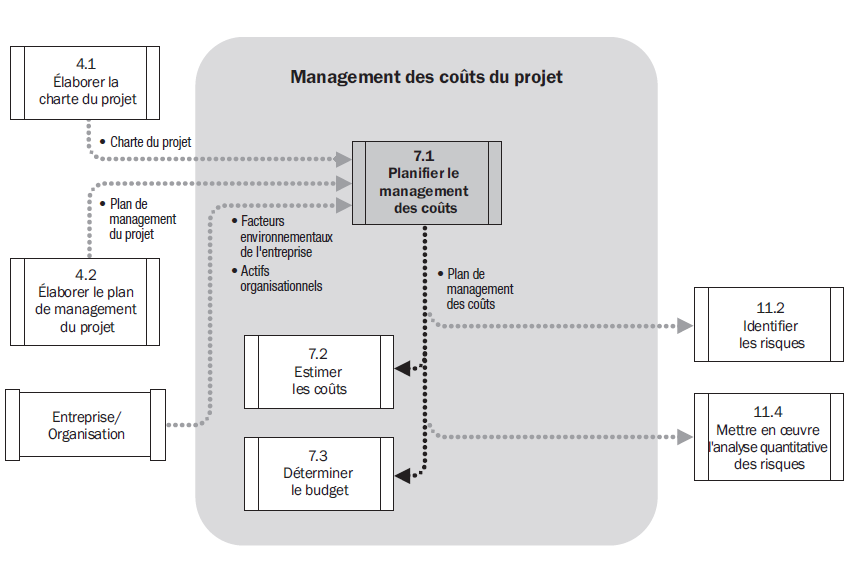 Management des coûts du projet
4.1
Élaborer la
charte du projet
• Charte du projet
7.1
Planifier le
management
des coûts
• Plan de
management
du projet
• Facteurs
environnementaux
de l'entreprise
• Actifs
organisationnels
4.2
Élaborer le plan
de management
du projet
• Plan de
management
des coûts
11.2
Identifier
les risques
7.2
Estimer
les coûts
Entreprise/
Organisation
11.4
Mettre en œuvre
l'analyse quantitative
des risques
7.3
Déterminer
le budget